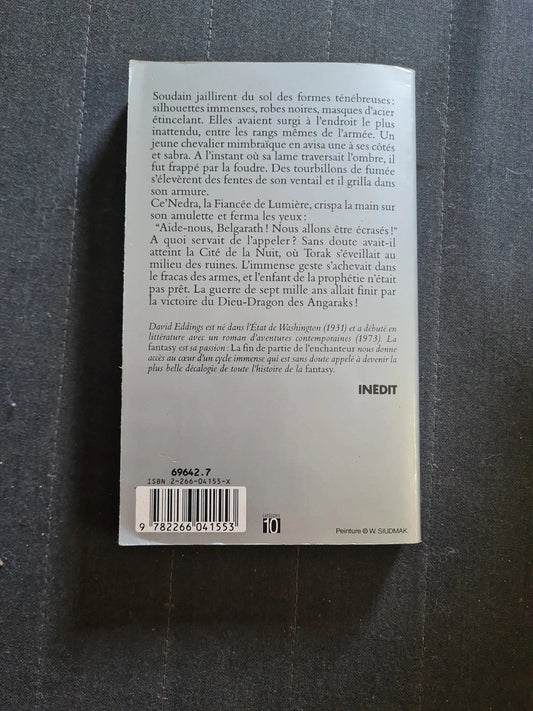 Soudain jaillirent du sol des formes ténébreuses :
silhouettes immenses, robes noires, masques d'acier
étincelant. Elles avaient surgi à l'endroit le plus
inattendu, entre les rangs mêmes de l'armée. Un
jeune chevalier mimbraïque en avisa une à ses côtés
et sabra. A l'instant où sa lame traversait l'ombre, il
fut frappé par la foudre. Des tourbillons de fumée
s'élevèrent des fentes de son ventail et il grilla dans
son armure.
Ce'Nedra, la Fiancée de Lumière, crispa la main sur
son amulette et ferma les yeux :
"Aide-nous, Belgarath ! Nous allons être écrasés !"
A quoi servait de l'appeler ? Sans doute avait-il
atteint la Cité de la Nuit, où Torak s'éveillait au
milieu des ruines. L'immense geste s'achevait dans
le fracas des armes, et l'enfant de la prophétie n'était
pas prêt. La guerre de sept mille ans allait finir par
la victoire du Dieu-Dragon des Angaraks !
David Eddings est né dans l'État de Washington (1931) et a débuté en
littérature avec un roman d'aventures contemporaines (1973). La
fantasy est sa passion : La fin de partie de l'enchanteur nous donne
accès au cœur d'un cycle immense qui est sans doute appelé à devenir la
plus belle décalogie de toute l'histoire de la fantasy.
INÉDIT
69642.7
ISBN 2-266-04155-X
9 782266 041553
CATÉGORIE
10
Peinture © W. SIUDMAK